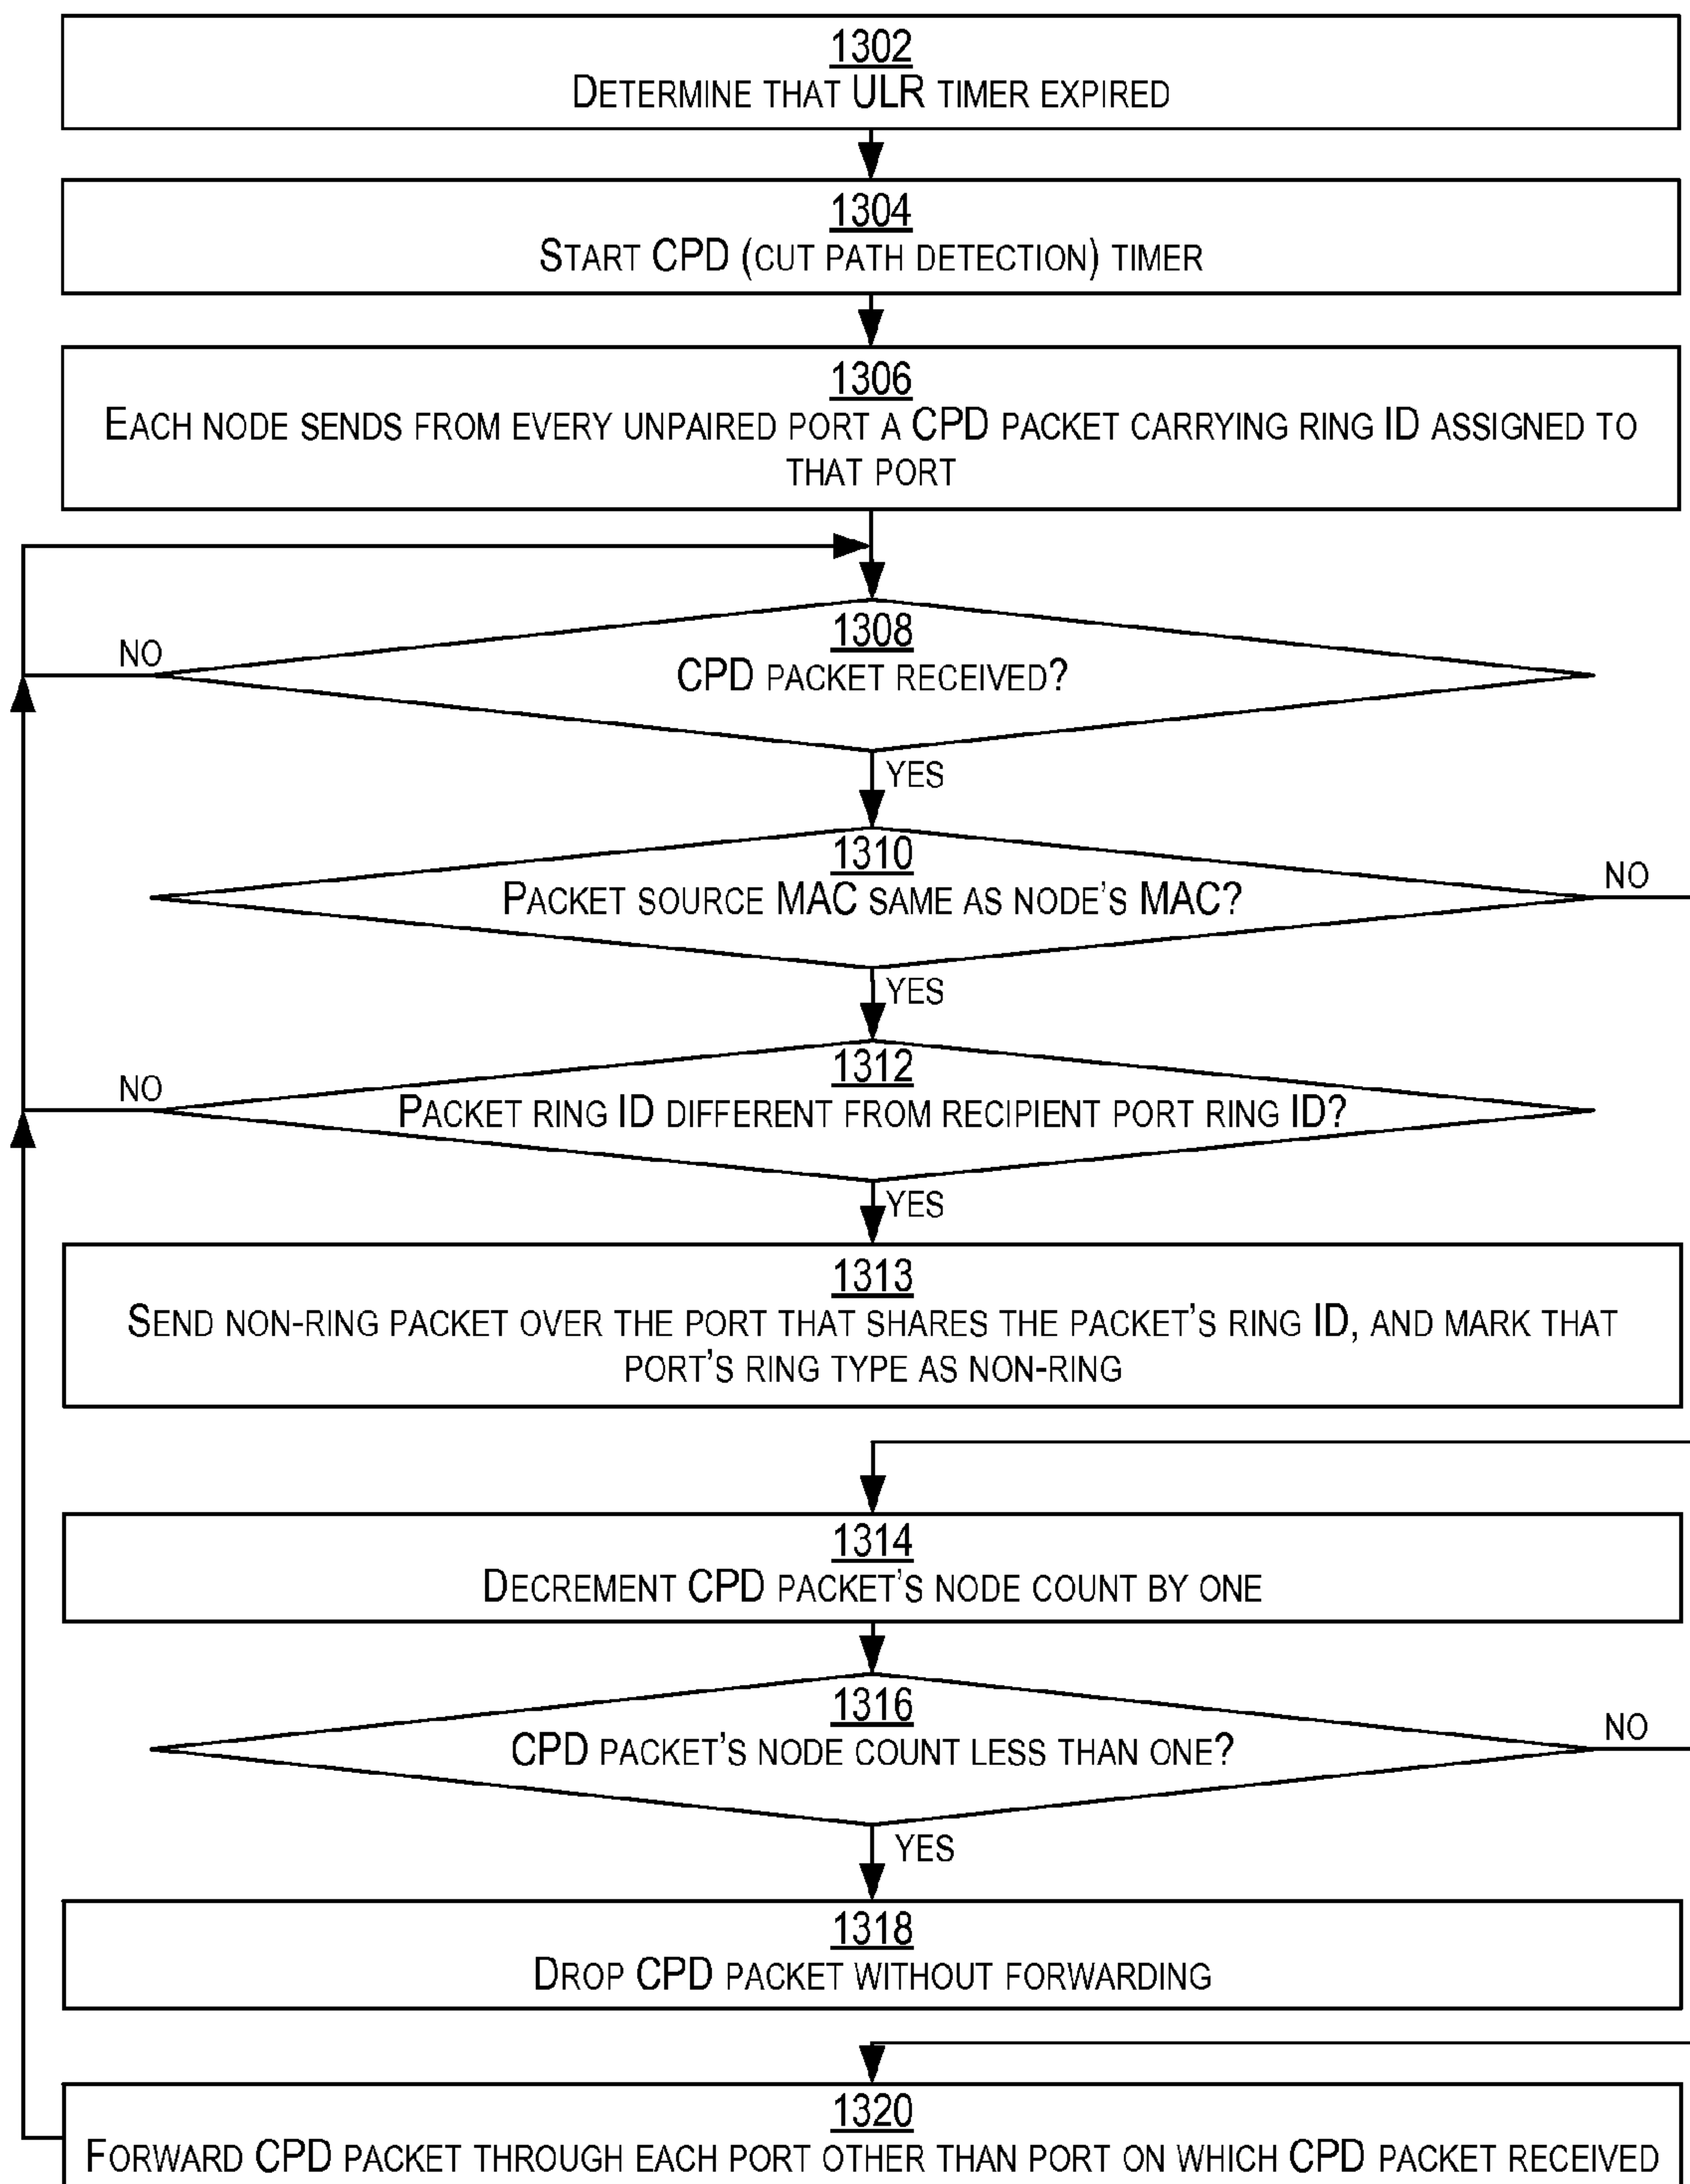 1302
DETERMINE THAT ULR TIMER EXPIRED
1304
START CPD (CUT PATH DETECTION) TIMER
1306
EACH NODE SENDS FROM EVERY UNPAIRED PORT A CPD PACKET CARRYING RING ID ASSIGNED TO
THAT PORT
1308
CPD PACKET RECEIVED?
NO
YES
1310
PACKET SOURCE MAC SAME AS NODE'S MAC?
NO
YES
1312
PACKET RING ID DIFFERENT FROM RECIPIENT PORT RING ID?
NO
YES
1313
SEND NON-RING PACKET OVER THE PORT THAT SHARES THE PACKET'S RING ID, AND MARK THAT
PORT'S RING TYPE AS NON-RING
1314
DECREMENT CPD PACKET'S NODE COUNT BY ONE
1316
CPD PACKET'S NODE COUNT LESS THAN ONE?
NO
YES
1318
DROP CPD PACKET WITHOUT FORWARDING
1320
FORWARD CPD PACKET THROUGH EACH PORT OTHER THAN PORT ON WHICH CPD PACKET RECEIVED